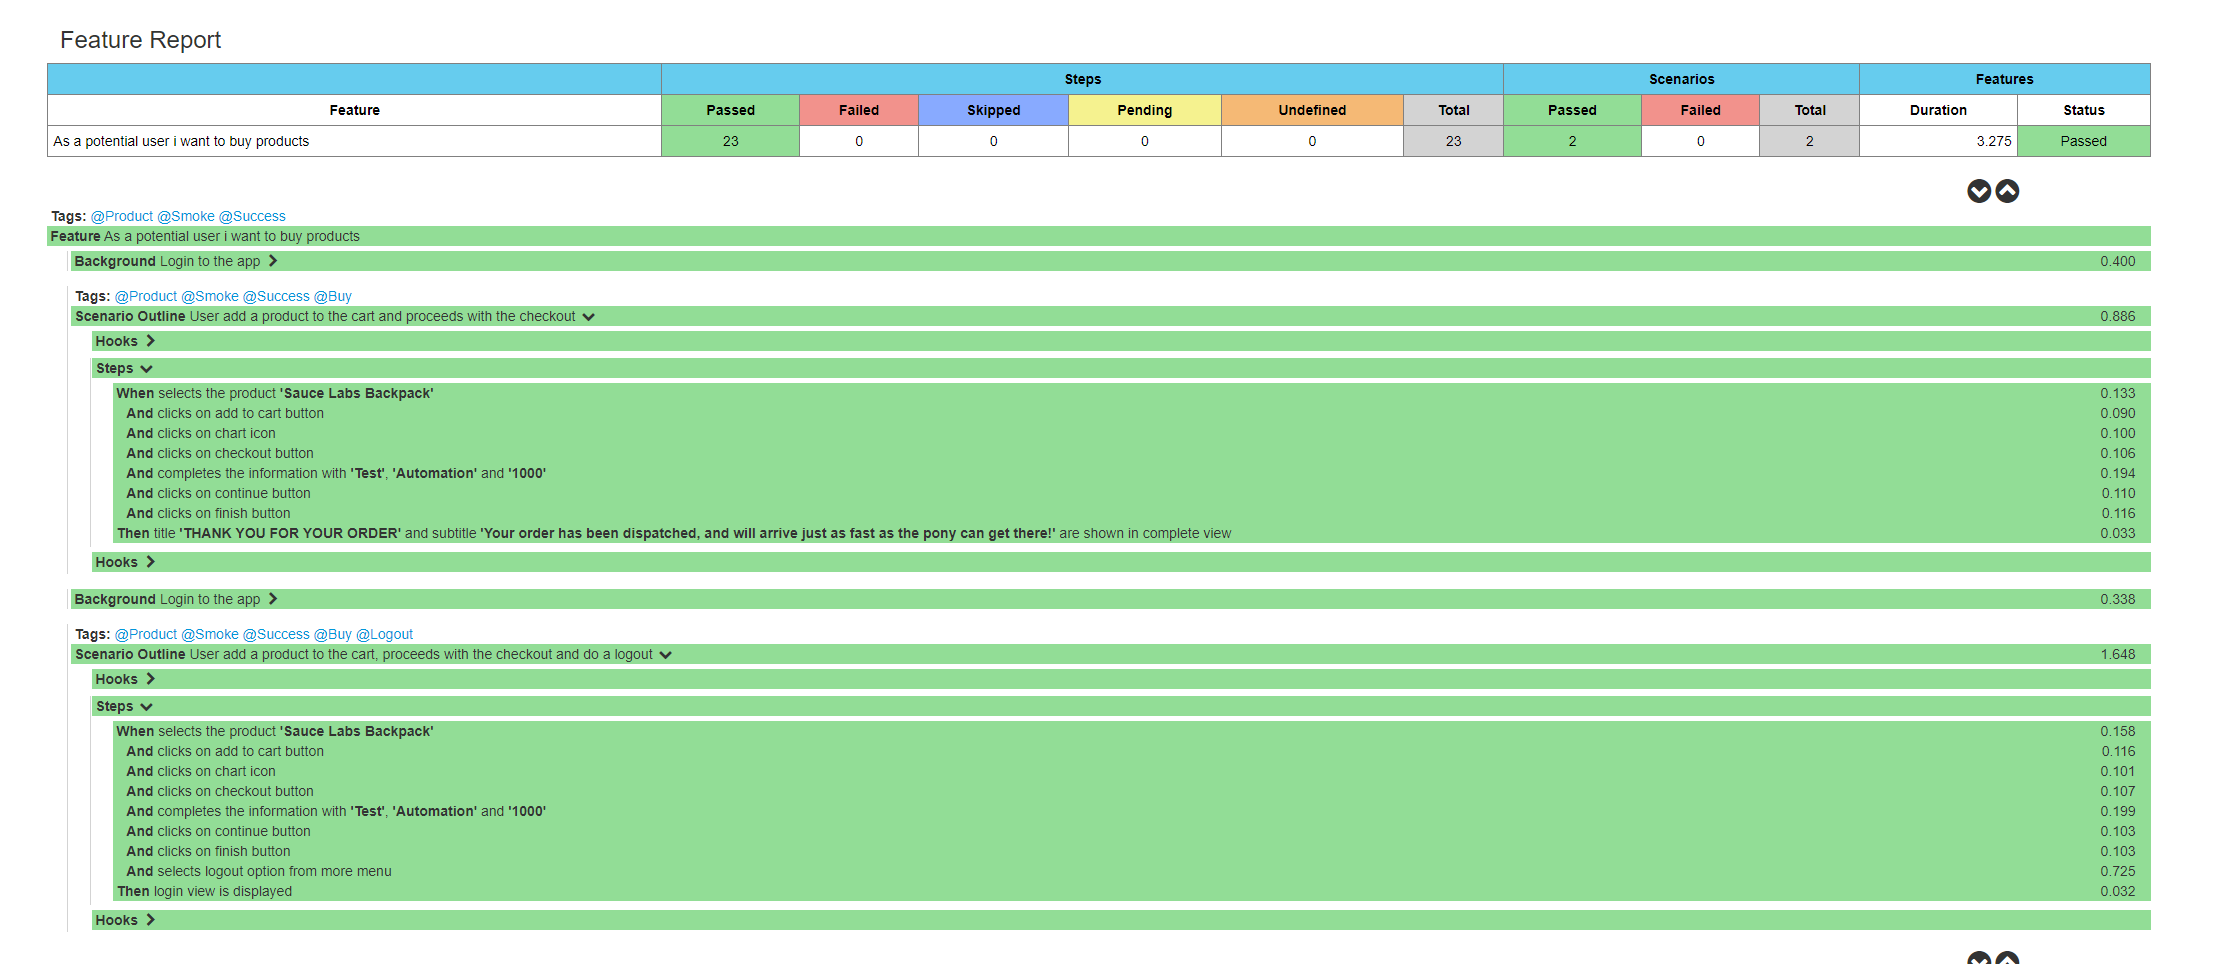 Feature Report
Steps Scenarios Features
Feature Passed Failed Skipped Pending Undefined Total Passed Failed Total Duration Status
As a potential user i want to buy products 23 0 0 0 0 23 2 0 2 3.275 Passed
Tags: @Product @Smoke @Success
Feature As a potential user i want to buy products
Background Login to the app 0.400
Tags: @Product @Smoke @Success @Buy
Scenario Outline User add a product to the cart and proceeds with the checkout 0.886
Hooks
Steps
When selects the product 'Sauce Labs Backpack' 0.133
And clicks on add to cart button 0.090
And clicks on chart icon 0.100
And clicks on checkout button 0.106
And completes the information with 'Test', 'Automation' and '1000' 0.194
And clicks on continue button 0.110
And clicks on finish button 0.116
Then title 'THANK YOU FOR YOUR ORDER' and subtitle 'Your order has been dispatched, and will arrive just as fast as the pony can get there!' are shown in complete view 0.033
Hooks
Background Login to the app 0.338
Tags: @Product @Smoke @Success @Buy @Logout
Scenario Outline User add a product to the cart, proceeds with the checkout and do a logout 1.648
Hooks
Steps
When selects the product 'Sauce Labs Backpack' 0.158
And clicks on add to cart button 0.116
And clicks on chart icon 0.101
And clicks on checkout button 0.107
And completes the information with 'Test', 'Automation' and '1000' 0.199
And clicks on continue button 0.103
And clicks on finish button 0.103
And selects logout option from more menu 0.725
Then login view is displayed 0.032
Hooks